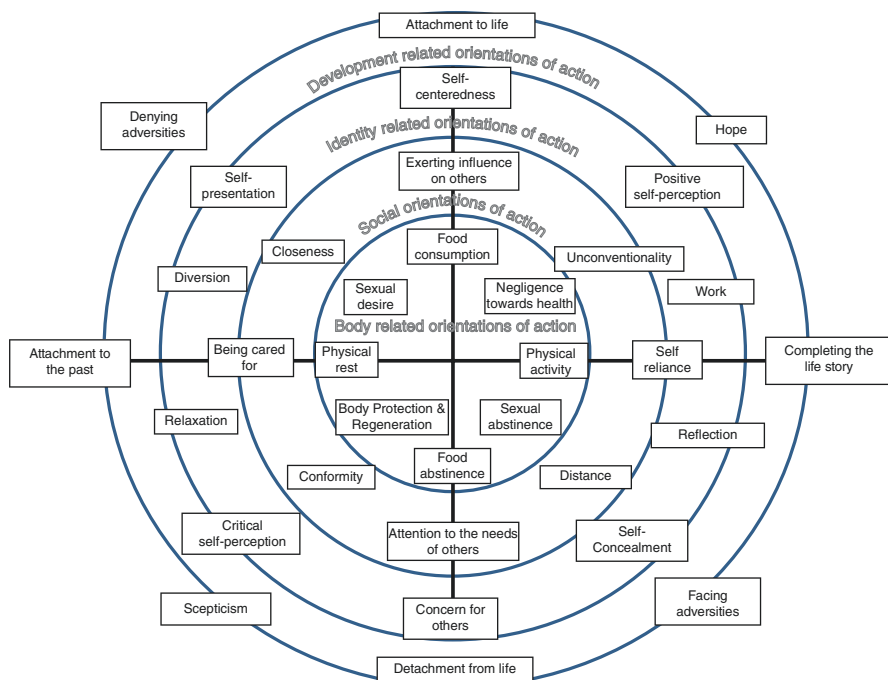 Attachment to life
Development related orientations of action
Self-
centeredness
Denying
adversities
Hope
Identity related orientations of action
Exerting influence
on others
Self-
presentation
Positive
self-perception
Social orientations of action
Food
consumption
Closeness
Unconventionality
Diversion
Work
Sexual
desire
Negligence
towards health
Body related orientations of action
Attachment to
the past
Being cared
for
Physical
rest
Physical
activity
Self
reliance
Completing the
life story
Relaxation
Body Protection &
Regeneration
Sexual
abstinence
Reflection
Food
abstinence
Conformity
Distance
Critical
self-perception
Attention to the needs
of others
Self-
Concealment
Scepticism
Concern for
others
Facing
adversities
Detachment from life